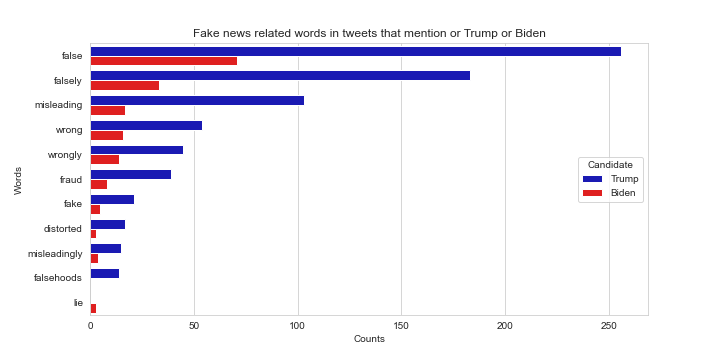 Fake news related words in tweets that mention or Trump or Biden
false
falsely
misleading
wrong
wrongly
fraud
fake
distorted
misleadingly
falsehoods
lie
Words
Candidate
Trump
Biden
0 50 100 150 200 250
Counts